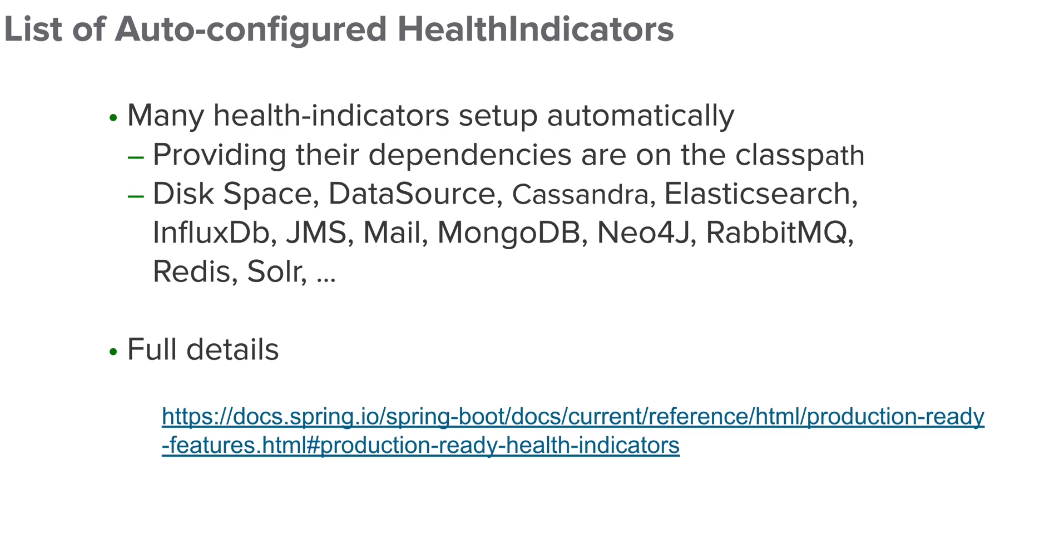 List of Auto-configured HealthIndicators
• Many health-indicators setup automatically
– Providing their dependencies are on the classpath
– Disk Space, DataSource, Cassandra, Elasticsearch,
InfluxDb, JMS, Mail, MongoDB, Neo4J, RabbitMQ,
Redis, Solr, ...
• Full details
https://docs.spring.io/spring-boot/docs/current/reference/html/production-ready
-features.html#production-ready-health-indicators